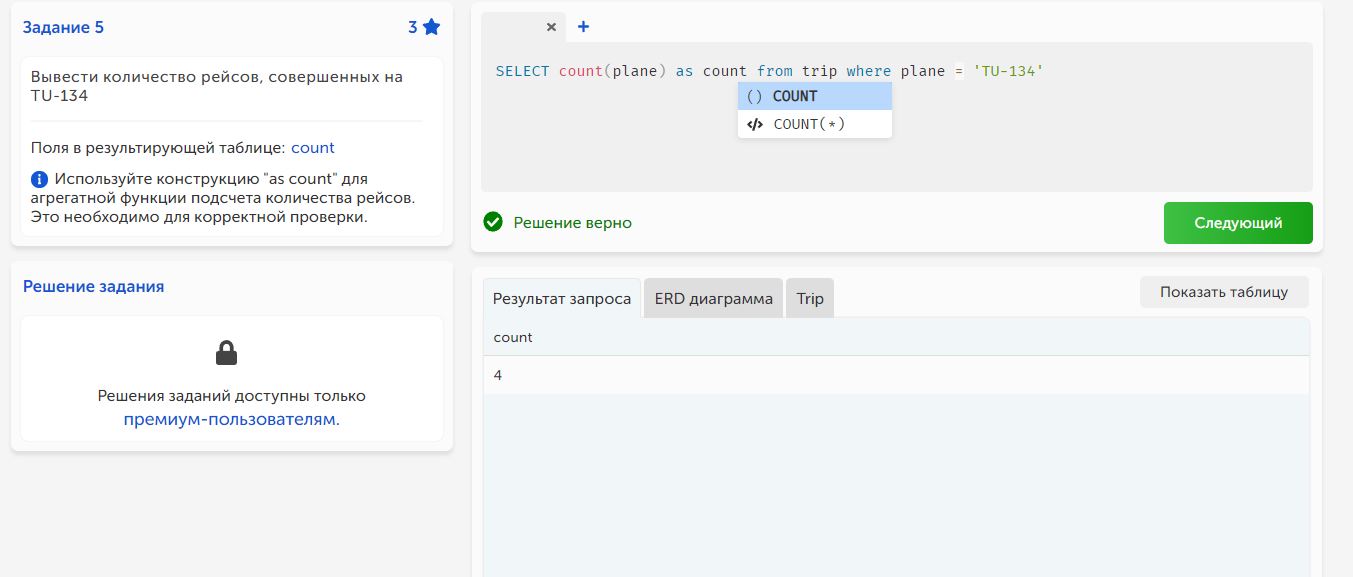 Задание 5
3
Вывести количество рейсов, совершенных на
TU-134
Поля в результирующей таблице: count
Используйте конструкцию "as count" для
агрегатной функции подсчета количества рейсов.
Это необходимо для корректной проверки.
Решение задания
Решения заданий доступны только
премиум-пользователям.
SELECT count(plane) as count from trip where plane = 'TU-134'
() COUNT
</> COUNT(*)
Решение верно
Следующий
Результат запроса
ERD диаграмма
Trip
Показать таблицу
count
4